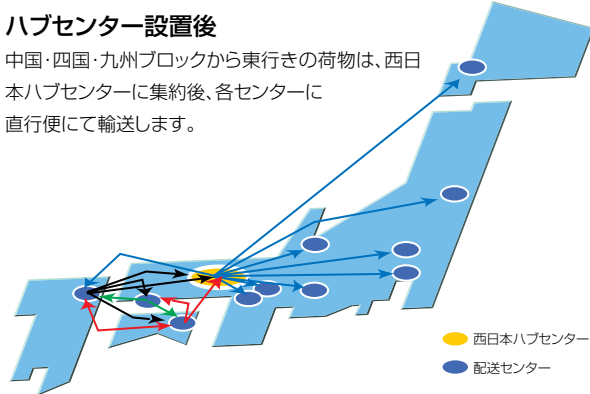 ハブセンター設置後
中国・四国・九州ブロックから東行きの荷物は、西日
本ハブセンターに集約後、各センターに
直行便にて輸送します。
西日本ハブセンター
配送センター